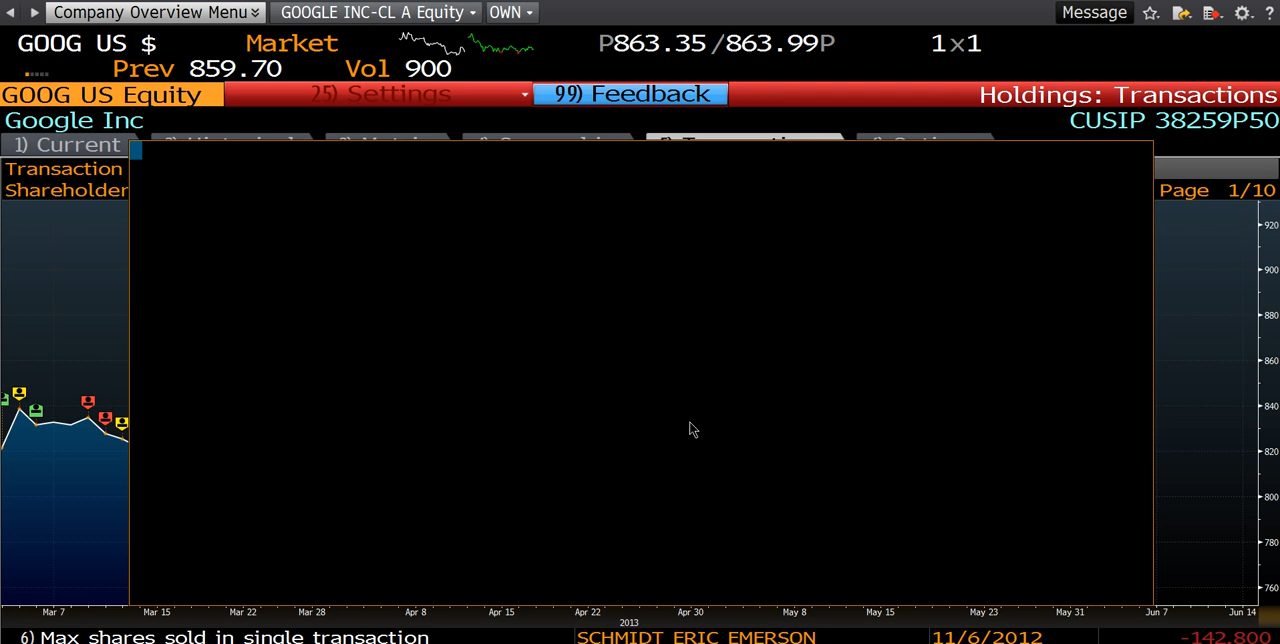 Company Overview Menu GOOGLE INC-CL A Equity OWN Message ?
GOOG US $ Market P863.35/863.99P 1x1
Prev 859.70 Vol 900
GOOG US Equity 25) Settings 99) Feedback Holdings: Transactions
Google Inc CUSIP 38259P50
1) Current
Transaction
Shareholder Page 1/10
920
900
880
860
840
820
800
780
760
Mar 7 Mar 15 Mar 22 Mar 28 Apr 8 Apr 15 Apr 22 Apr 30 May 8 May 15 May 23 May 31 Jun 7 Jun 14
2013
6) Max shares sold in single transaction SCHMIDT ERIC EMERSON 11/6/2012 -142,800